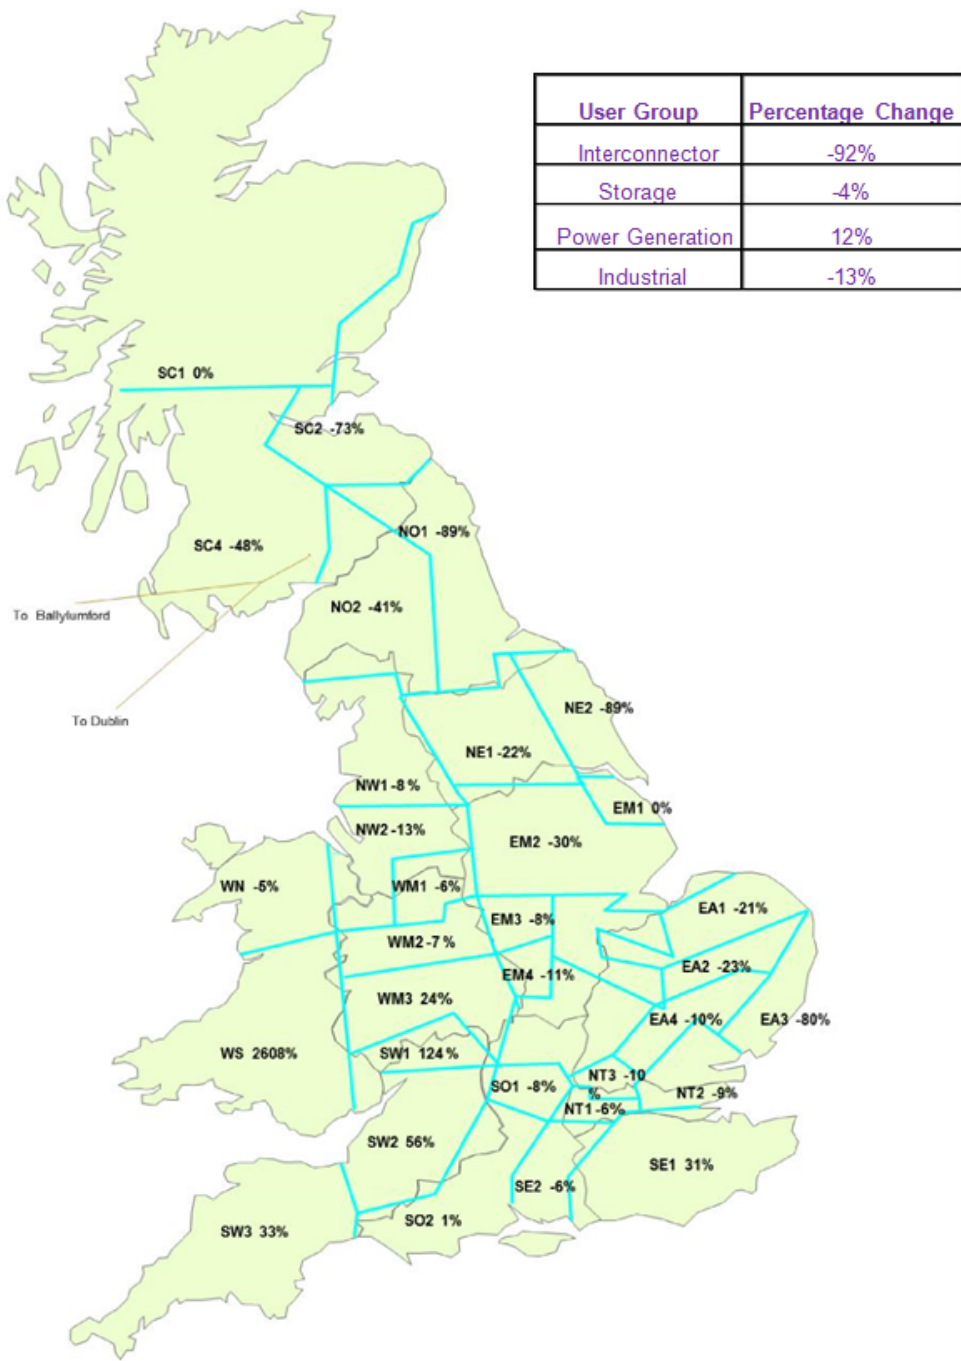 User Group Percentage Change
Interconnector -92%
Storage -4%
Power Generation 12%
Industrial -13%
SC1 0%
SC2 -73%
NO1 -89%
SC4 -48%
To Ballylumford
NO2 -41%
To Dublin
NE2 -89%
NE1 -22%
NW1 -8%
EM1 0%
NW2 -13%
EM2 -30%
WN -5%
WM1 -6%
EA1 -21%
EM3 -8%
WM2 -7%
EA2 -23%
EM4 -11%
WM3 24%
EA4 -10%
EA3 -80%
WS 2608%
SW1 124%
NT3 -10
%
SO1 -8%
NT2 -9%
NT1 -6%
SW2 56%
SE1 31%
SE2 -6%
SO2 1%
SW3 33%